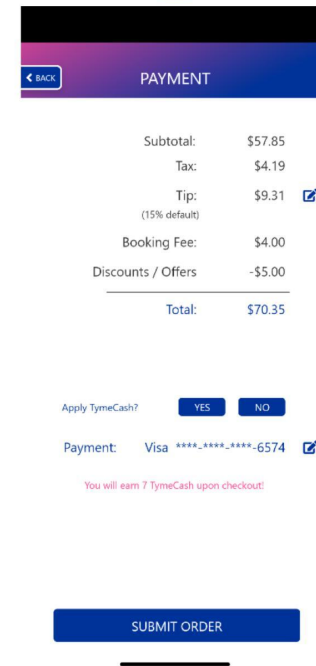 BACK
PAYMENT
Subtotal: $57.85
Tax: $4.19
Tip: $9.31
(15% default)
Booking Fee: $4.00
Discounts / Offers -$5.00
Total: $70.35
Apply TymeCash? YES NO
Payment: Visa ****-****-****-6574
You will earn 7 TymeCash upon checkout!
SUBMIT ORDER